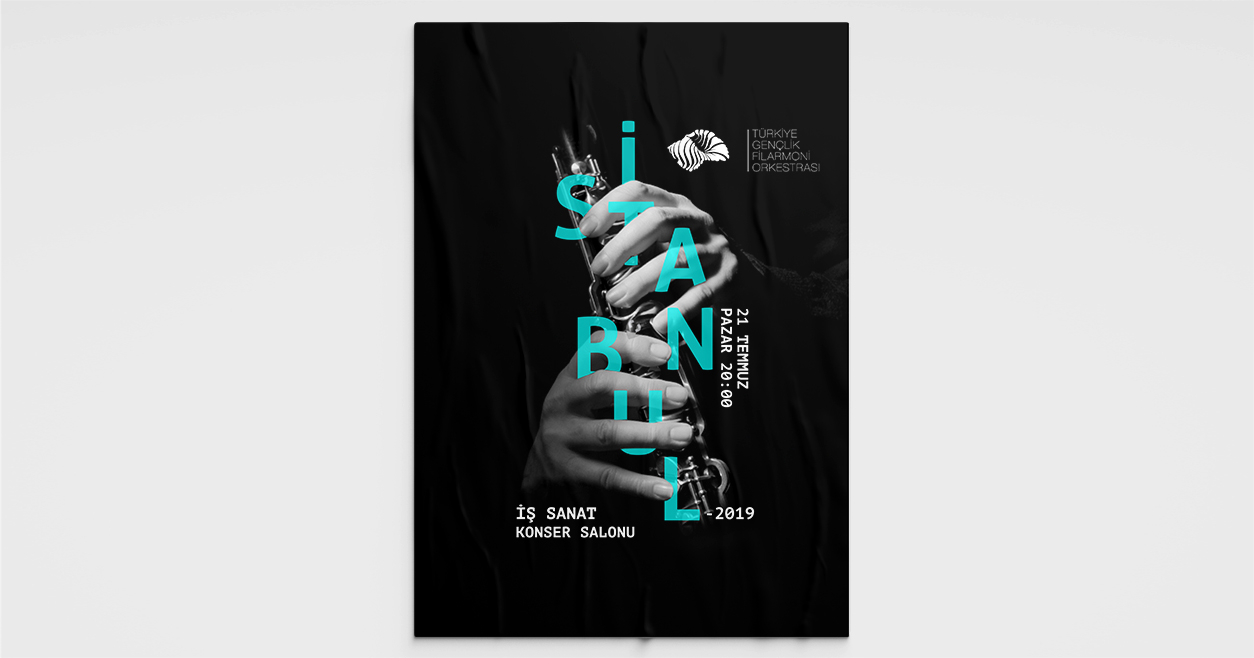 TÜRKİYE
GENÇLİK
FİLARMONİ
ORKESTRASI
İSTANBUL
21 TEMMUZ
PAZAR 20:00
-2019
İŞ SANAT
KONSER SALONU